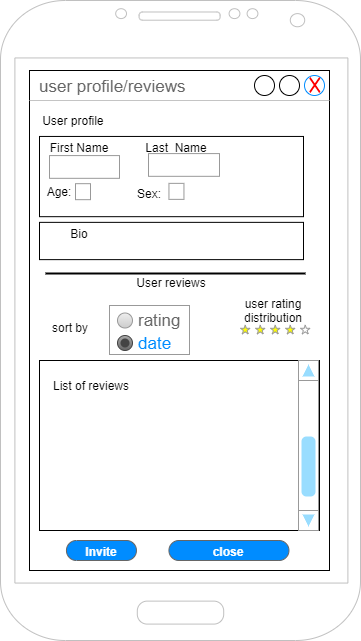 user profile/reviews
X
User profile
First Name
Last Name
Age:
Sex:
Bio
User reviews
user rating
distribution
sort by
rating
date
List of reviews
Invite
close